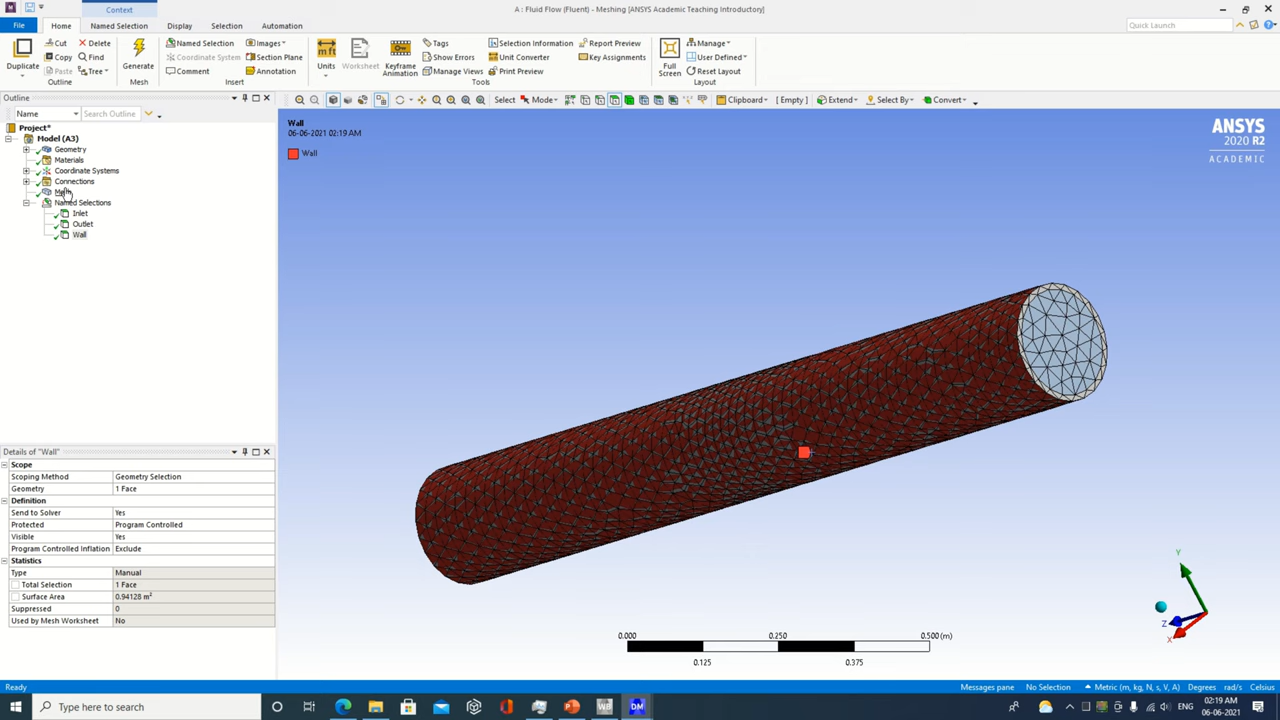 Context
A : Fluid Flow (Fluent) - Meshing [ANSYS Academic Teaching Introductory]
File Home Named Selection Display Selection Automation Quick Launch
Cut Delete Named Selection Images Tags Selection Information Report Preview Manage
Duplicate Copy Find Generate Coordinate System Section Plane Units Worksheet Keyframe Animation Show Errors Unit Converter Key Assignments Full Screen User Defined
Paste Tree Comment Annotation Manage Views Print Preview Reset Layout
Outline Mesh Insert Tools Layout
Outline
Select Mode Clipboard [ Empty ] Extend Select By Convert
Name Search Outline
Project*
Model (A3)
Geometry
Materials
Coordinate Systems
Connections
Named Selections
Inlet
Outlet
Wall
Wall
06-06-2021 02:19 AM
Wall
ANSYS
2020 R2
ACADEMIC
Details of "Wall"
Scope
Scoping Method Geometry Selection
Geometry 1 Face
Definition
Send to Solver Yes
Protected Program Controlled
Visible Yes
Program Controlled Inflation Exclude
Statistics
Type Manual
Total Selection 1 Face
Surface Area 0.94128 m²
Suppressed 0
Used by Mesh Worksheet No
0.000 0.250 0.500 (m)
0.125 0.375
Y
Z
X
Ready Messages pane No Selection Metric (m, kg, N, s, V, A) Degrees rad/s Celsius
Type here to search
WB DM
ENG
02:19 AM
06-06-2021